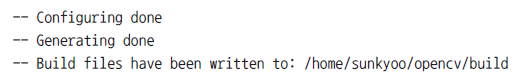 -- Configuring done
-- Generating done
-- Build files have been written to: /home/sunkyoo/opencv/build